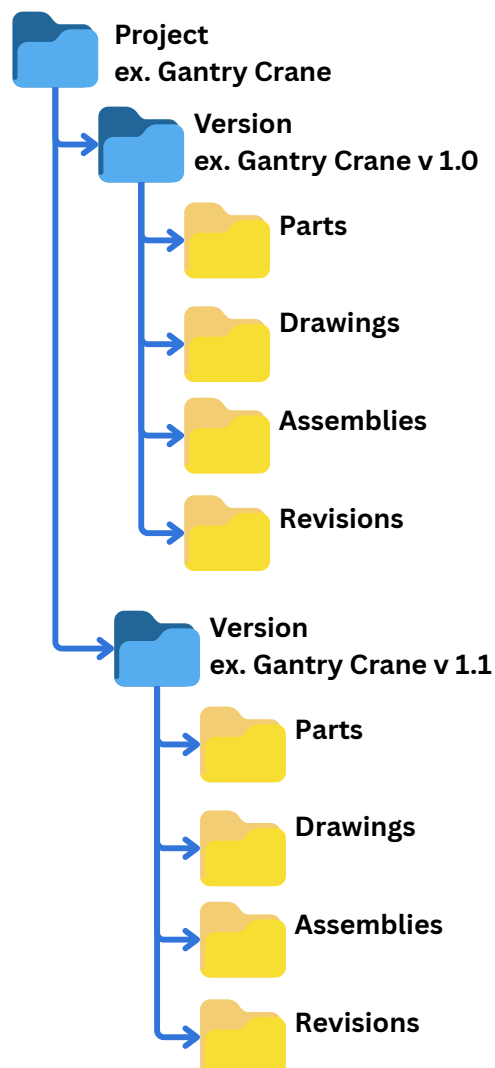 Project
ex. Gantry Crane
Version
ex. Gantry Crane v 1.0
Parts
Drawings
Assemblies
Revisions
Version
ex. Gantry Crane v 1.1
Parts
Drawings
Assemblies
Revisions